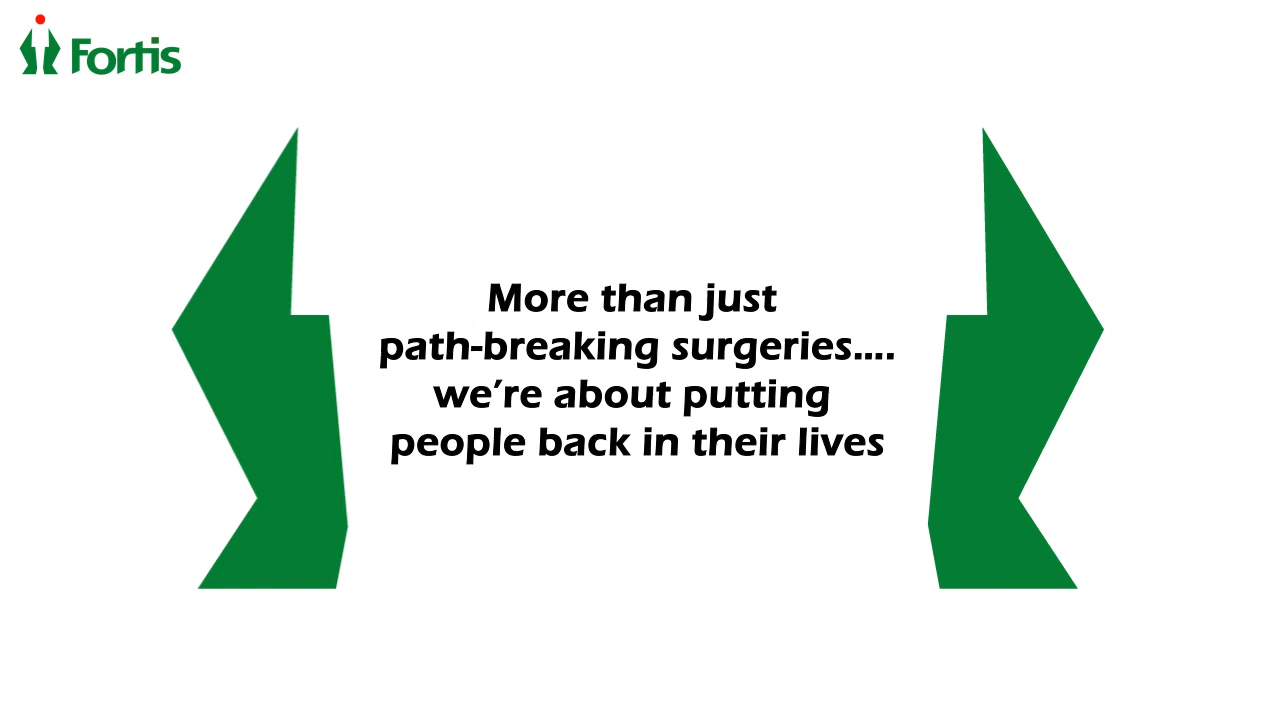 Fortis
More than just
path-breaking surgeries....
we’re about putting
people back in their lives